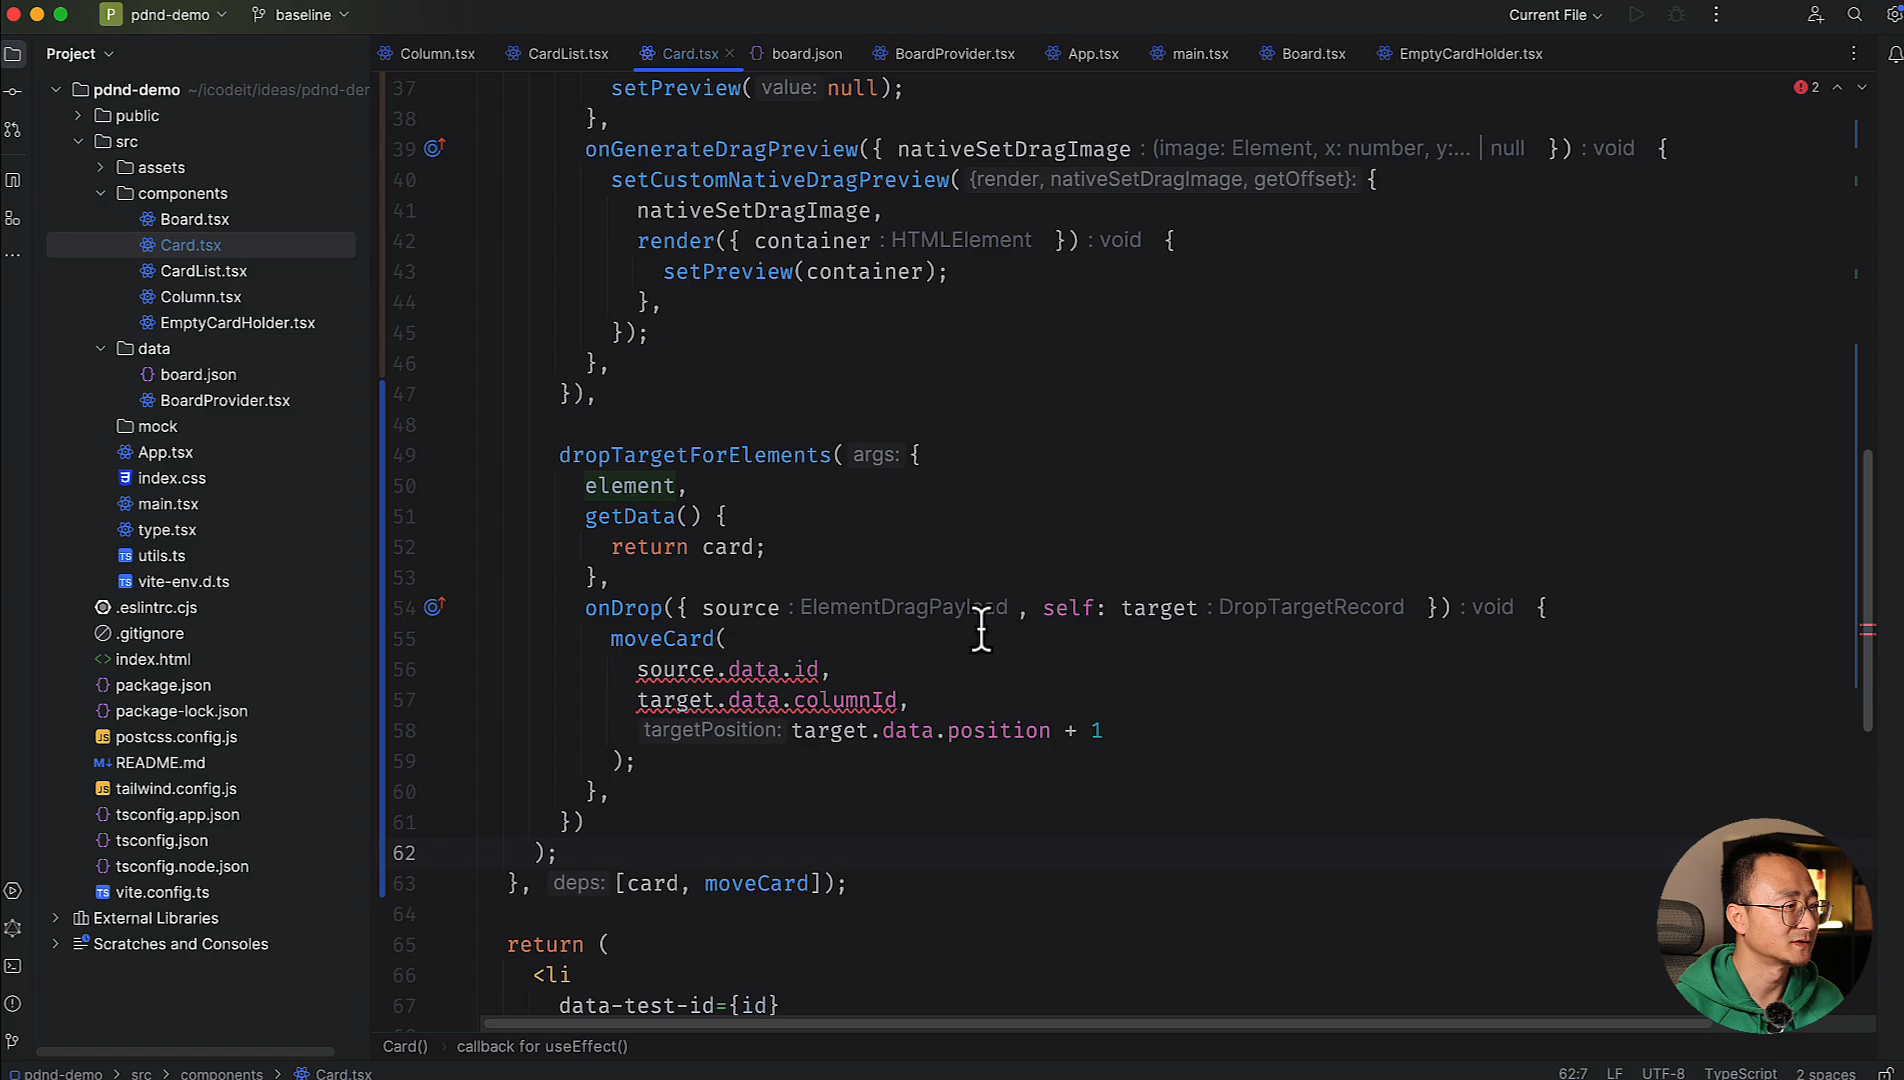 P pdnd-demo baseline Current File
Project Column.tsx CardList.tsx Card.tsx board.json BoardProvider.tsx App.tsx main.tsx Board.tsx EmptyCardHolder.tsx
pdnd-demo ~/icodeit/ideas/pdnd-der
public
src
assets
components
Board.tsx
Card.tsx
CardList.tsx
Column.tsx
EmptyCardHolder.tsx
data
board.json
BoardProvider.tsx
mock
App.tsx
index.css
main.tsx
type.tsx
TS utils.ts
TS vite-env.d.ts
.eslintrc.cjs
.gitignore
<> index.html
package.json
package-lock.json
JS postcss.config.js
M↓ README.md
JS tailwind.config.js
tsconfig.app.json
tsconfig.json
tsconfig.node.json
TS vite.config.ts
External Libraries
Scratches and Consoles
2
37 setPreview( value: null);
38 },
39 onGenerateDragPreview({ nativeSetDragImage : (image: Element, x: number, y:... | null }) : void {
40 setCustomNativeDragPreview( {render, nativeSetDragImage, getOffset}: {
41 nativeSetDragImage,
42 render({ container : HTMLElement }) : void {
43 setPreview(container);
44 },
45 });
46 },
47 }),
48
49 dropTargetForElements( args: {
50 element,
51 getData() {
52 return card;
53 },
54 onDrop({ source : ElementDragPayload , self: target : DropTargetRecord }) : void {
55 moveCard(
56 source.data.id,
57 target.data.columnId,
58 targetPosition: target.data.position + 1
59 );
60 },
61 })
62 );
63 }, deps: [card, moveCard]);
64
65 return (
66 <li
67 data-test-id={id}
Card() › callback for useEffect()
pdnd-demo › src › components › Card.tsx 62:7 LF UTF-8 TypeScript 2 spaces